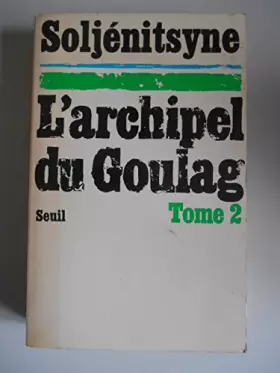 Soljénitsyne
L'archipel
du Goulag
Seuil
Tome 2